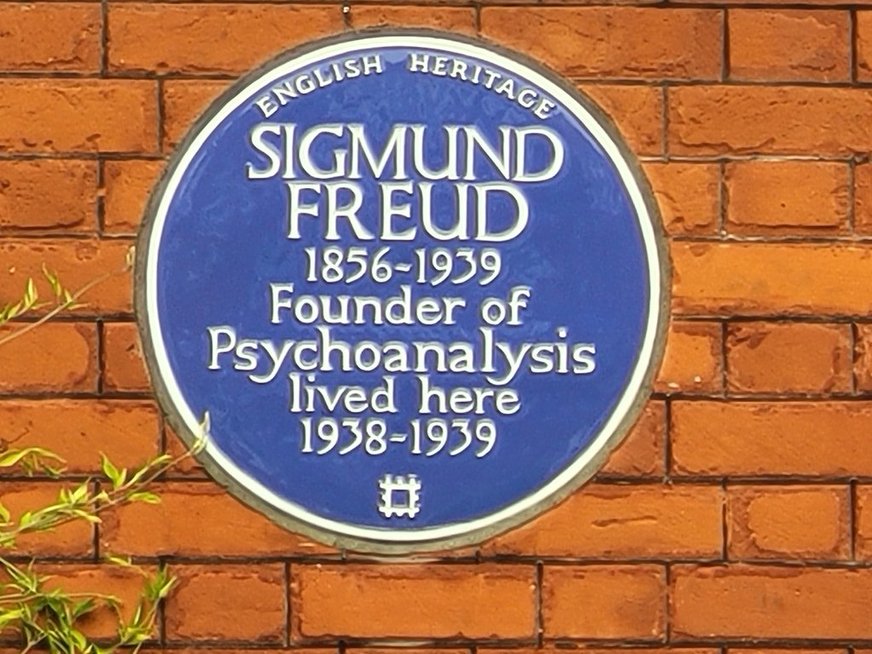 ENGLISH HERITAGE
SIGMUND
FREUD
1856-1939
Founder of
Psychoanalysis
lived here
1938-1939